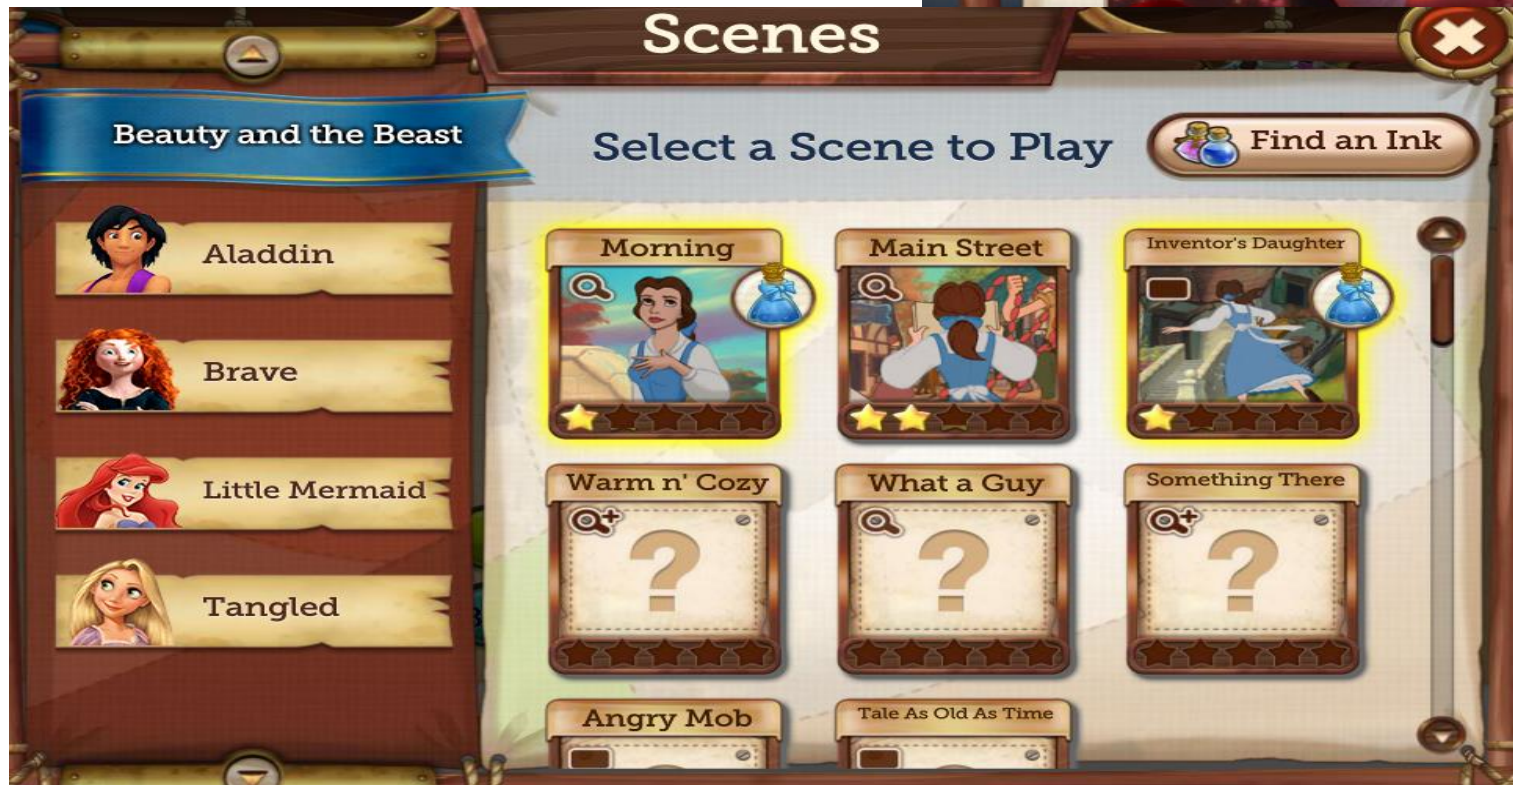 Scenes
Beauty and the Beast
Select a Scene to Play
Find an Ink
Aladdin
Brave
Little Mermaid
Tangled
Morning
Main Street
Inventor's Daughter
Warm n' Cozy
What a Guy
Something There
?
?
?
Angry Mob
Tale As Old As Time